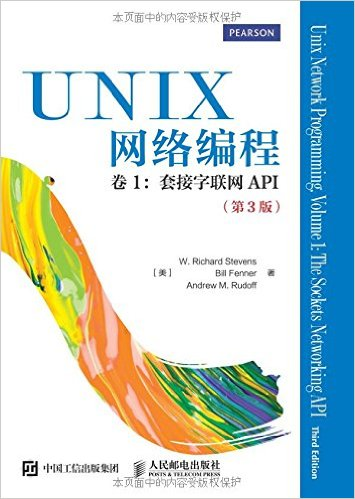 本页面中的内容受版权保护
PEARSON
UNIX
网络编程
卷 1：套接字联网 API
（第 3 版）
W. Richard Stevens
[美] Bill Fenner 著
Andrew M. Rudoff
Unix Network Programming Volume 1: The Sockets Networking API
Third Edition
中国工信出版集团
人民邮电出版社
POSTS & TELECOM PRESS
本页面中的内容受版权保护